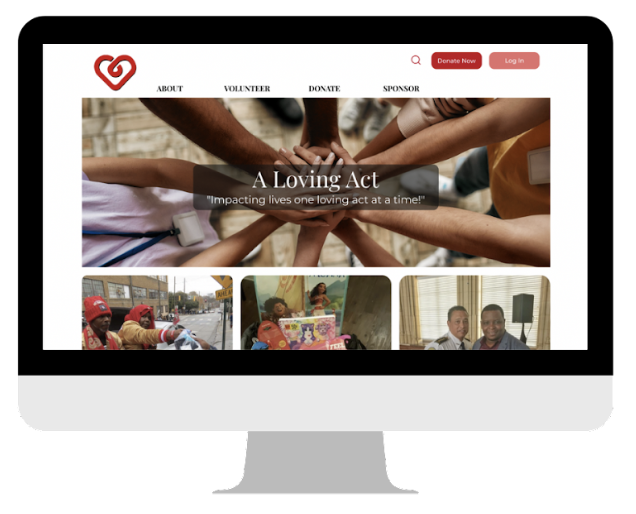 Donate Now
Log In
ABOUT
VOLUNTEER
DONATE
SPONSOR
A Loving Act
"Impacting lives one loving act at a time!"